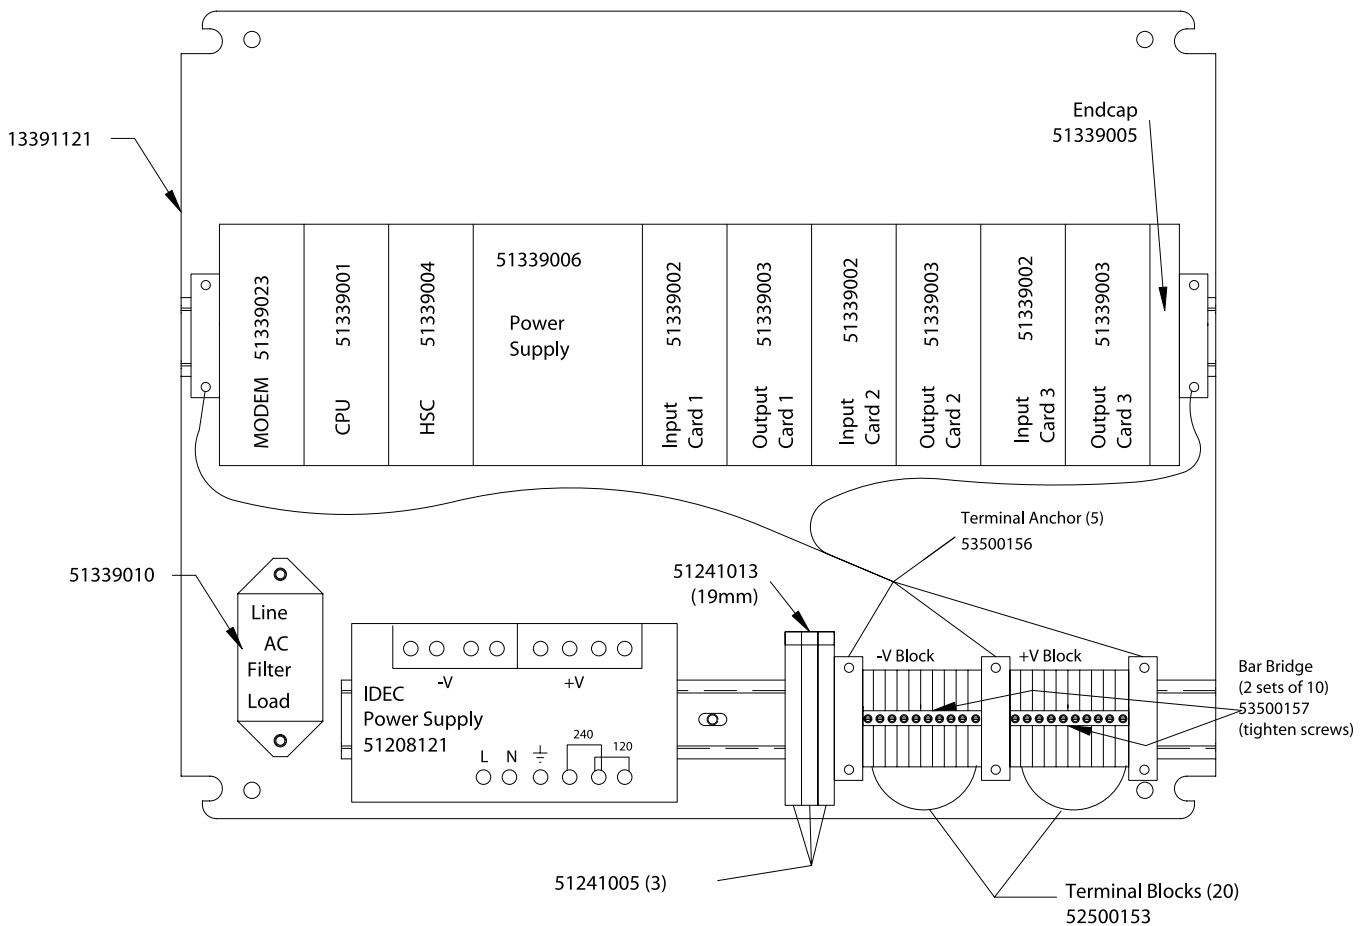 Endcap
51339005
13391121
MODEM 51339023
CPU 51339001
HSC 51339004
51339006
Power
Supply
51339002
Input
Card 1
51339003
Output
Card 1
51339002
Input
Card 2
51339003
Output
Card 2
51339002
Input
Card 3
51339003
Output
Card 3
Terminal Anchor (5)
53500156
51339010
Line
AC
Filter
Load
51241013
(19mm)
-V
+V
IDEC
Power Supply
51208121
240
120
L N
-V Block
+V Block
Bar Bridge
(2 sets of 10)
53500157
(tighten screws)
51241005 (3)
Terminal Blocks (20)
52500153